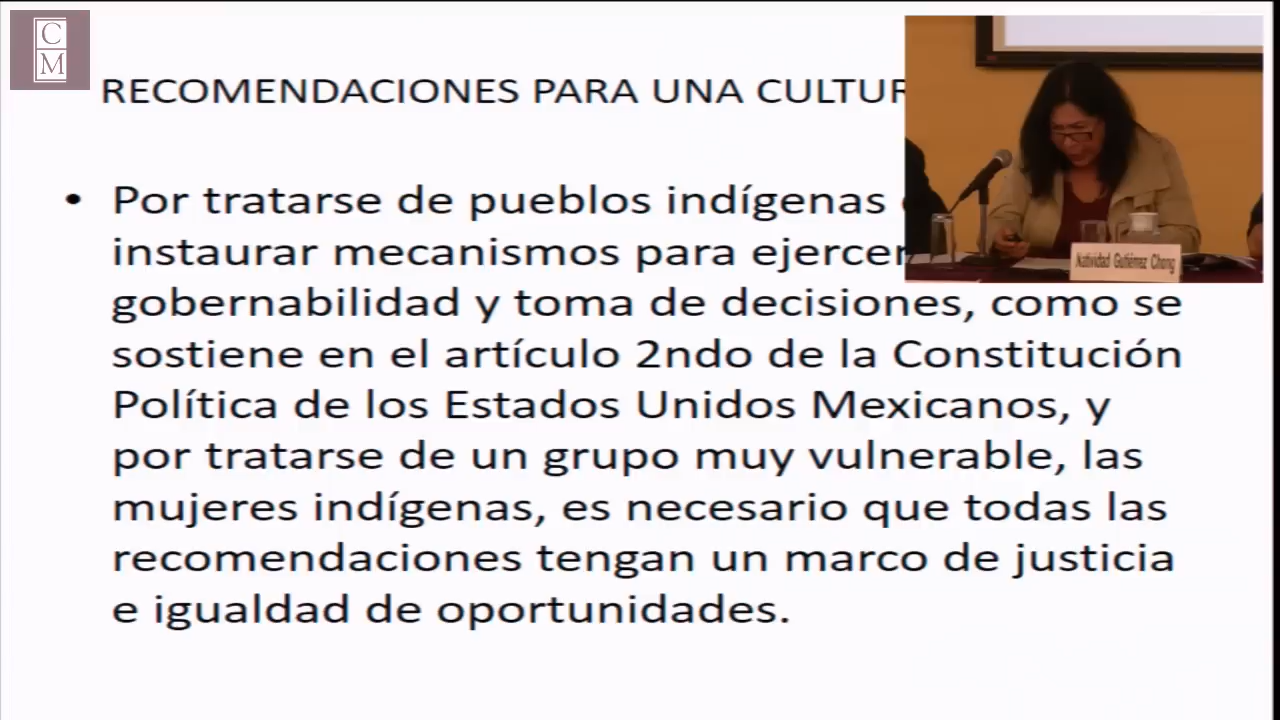 C
M
RECOMENDACIONES PARA UNA
Por tratarse de pueblos indígenas
instaurar mecanismos para ejercer
gobernabilidad y toma de decisiones, como se
sostiene en el artículo 2ndo de la Constitución
Política de los Estados Unidos Mexicanos, y
por tratarse de un grupo muy vulnerable, las
mujeres indígenas, es necesario que todas las
recomendaciones tengan un marco de justicia
e igualdad de oportunidades.
Natividad Gutiérrez Chong